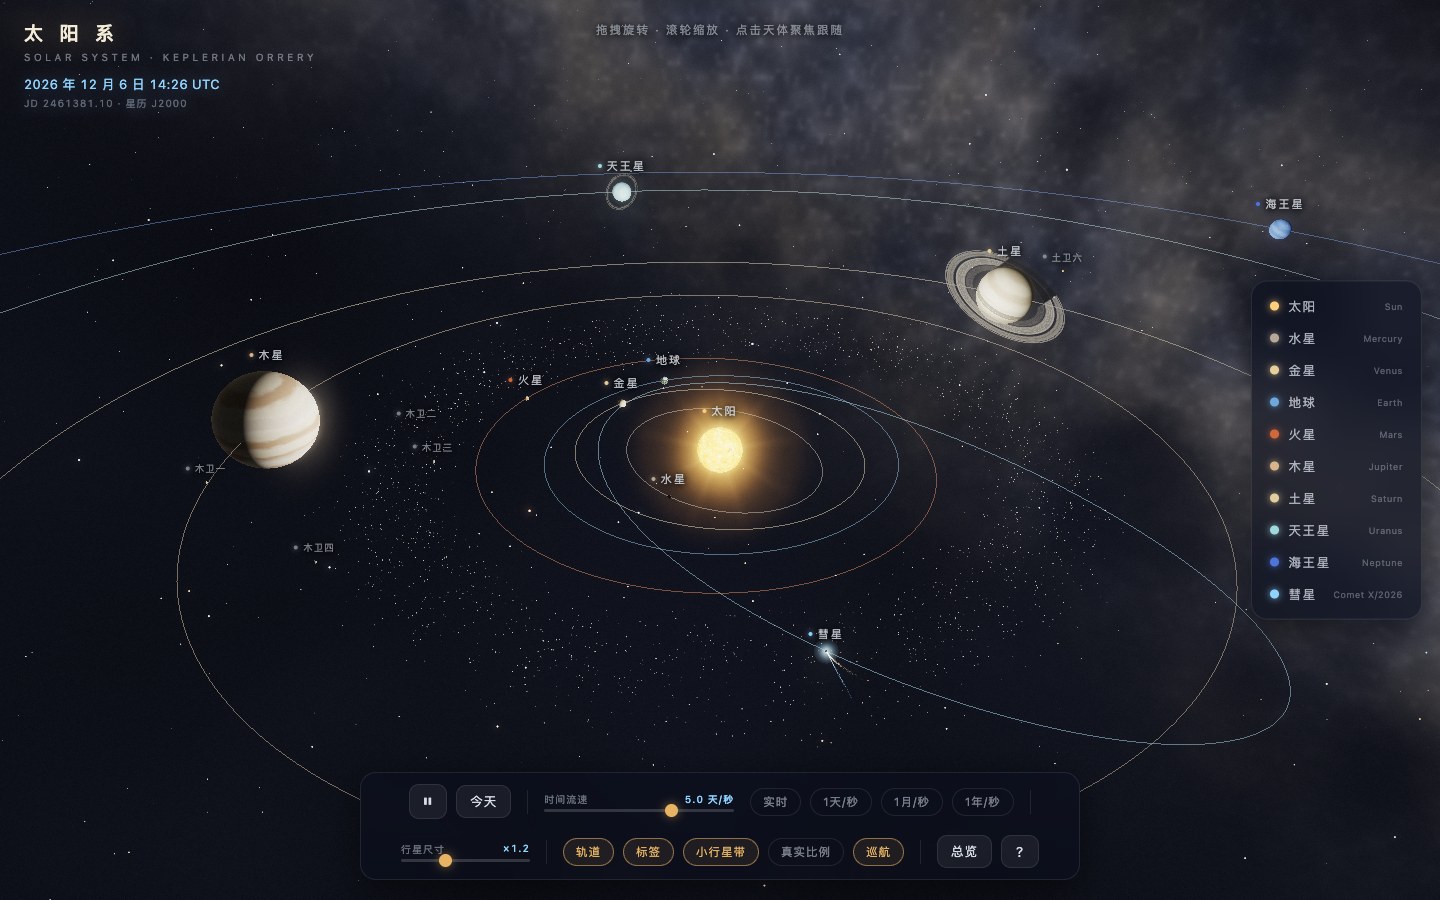 太 阳 系
SOLAR SYSTEM · KEPLERIAN ORRERY
2026 年 12 月 6 日 14:26 UTC
JD 2461381.10 · 星历 J2000
拖拽旋转 · 滚轮缩放 · 点击天体聚焦跟随
天王星
海王星
土星
土卫六
木星
地球
火星
金星
太阳
木卫二
木卫三
木卫一
水星
木卫四
彗星
太阳 Sun
水星 Mercury
金星 Venus
地球 Earth
火星 Mars
木星 Jupiter
土星 Saturn
天王星 Uranus
海王星 Neptune
彗星 Comet X/2026
今天 时间流速 5.0 天/秒 实时 1天/秒 1月/秒 1年/秒
行星尺寸 ×1.2 轨道 标签 小行星带 真实比例 巡航 总览 ?